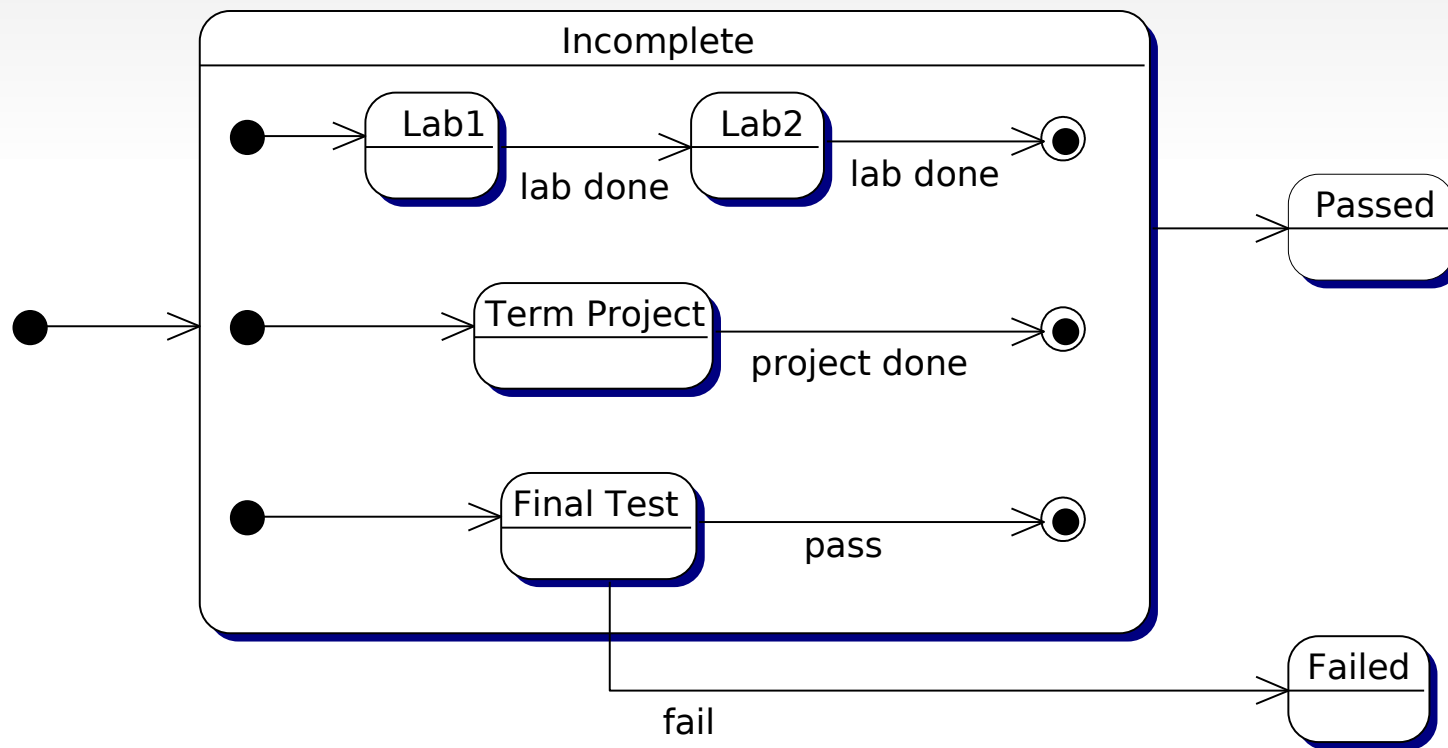 Incomplete
Lab1
Lab2
lab done
lab done
Passed
Term Project
project done
Final Test
pass
Failed
fail